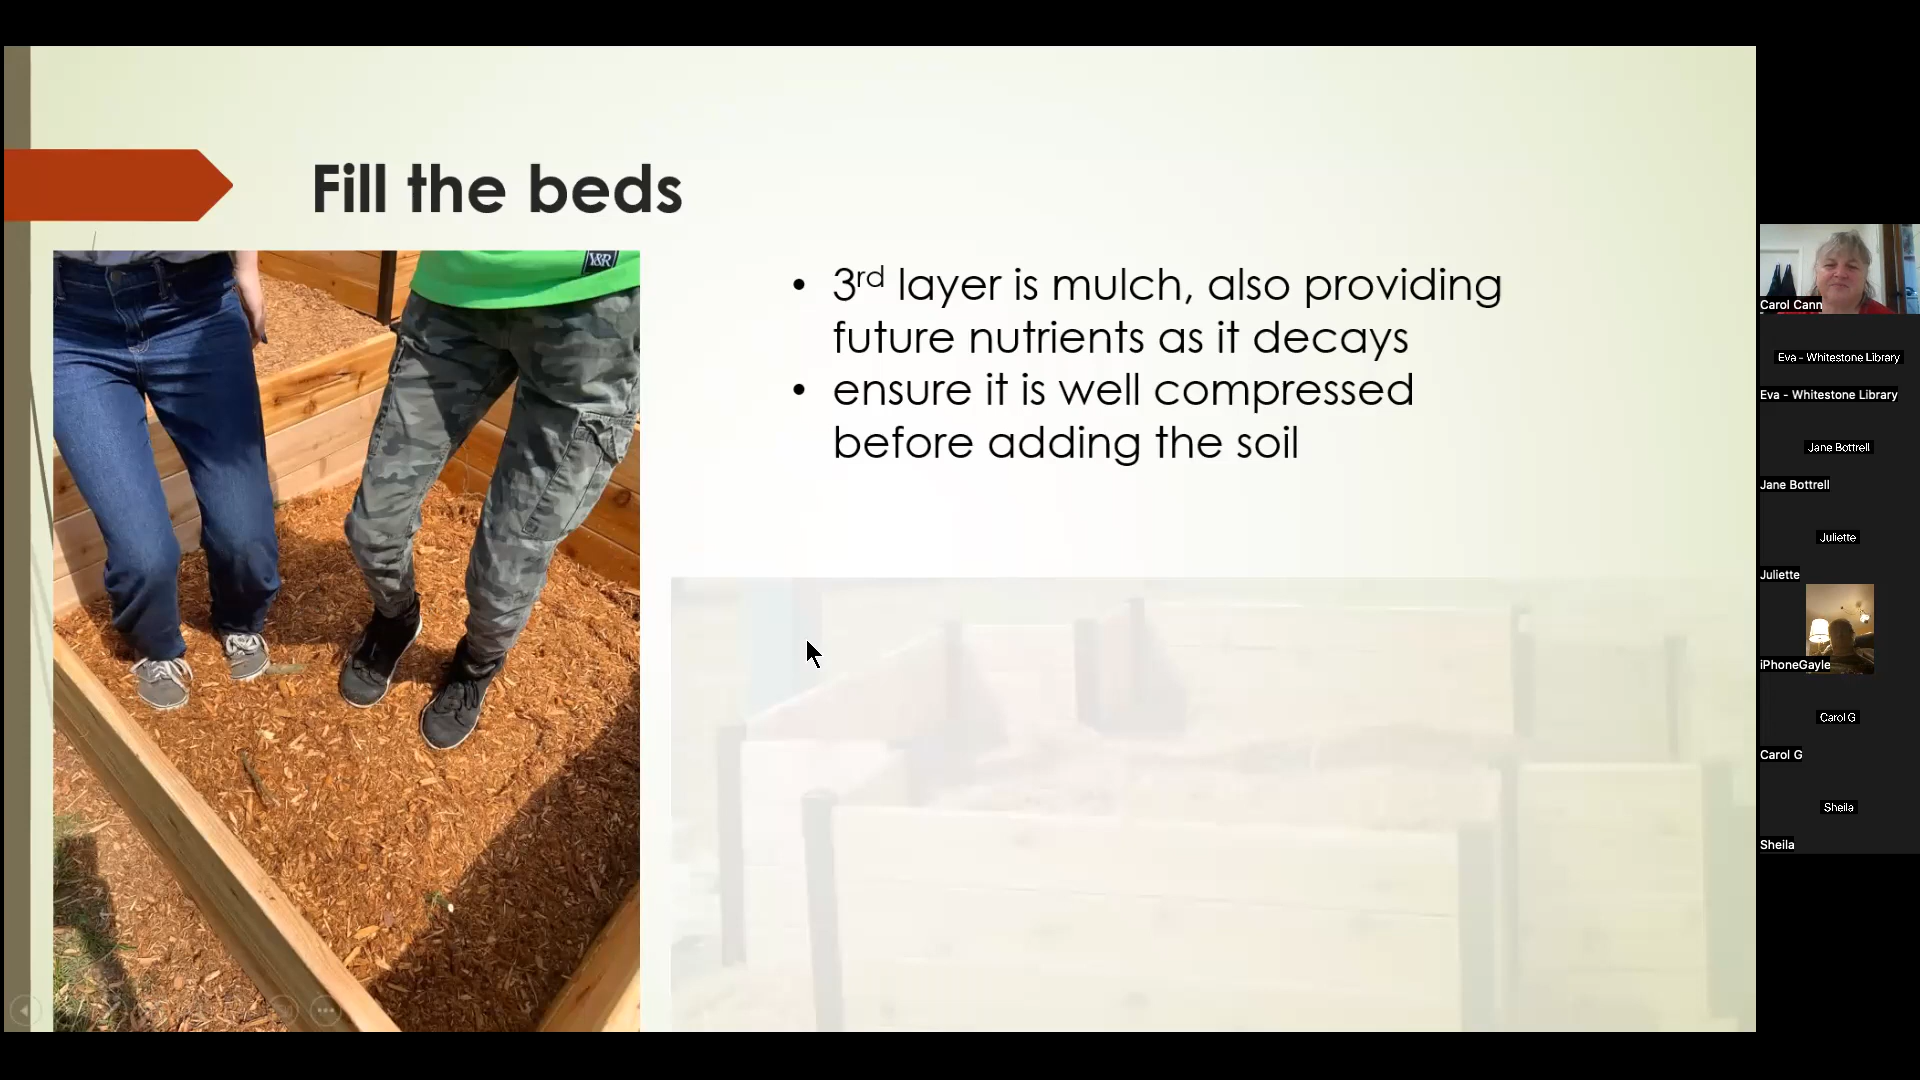 Fill the beds
Y&R
• 3rd layer is mulch, also providing
future nutrients as it decays
• ensure it is well compressed
before adding the soil
Carol Cann
Eva - Whitestone Library
Eva - Whitestone Library
Jane Bottrell
Jane Bottrell
Juliette
Juliette
iPhoneGayle
Carol G
Carol G
Sheila
Sheila